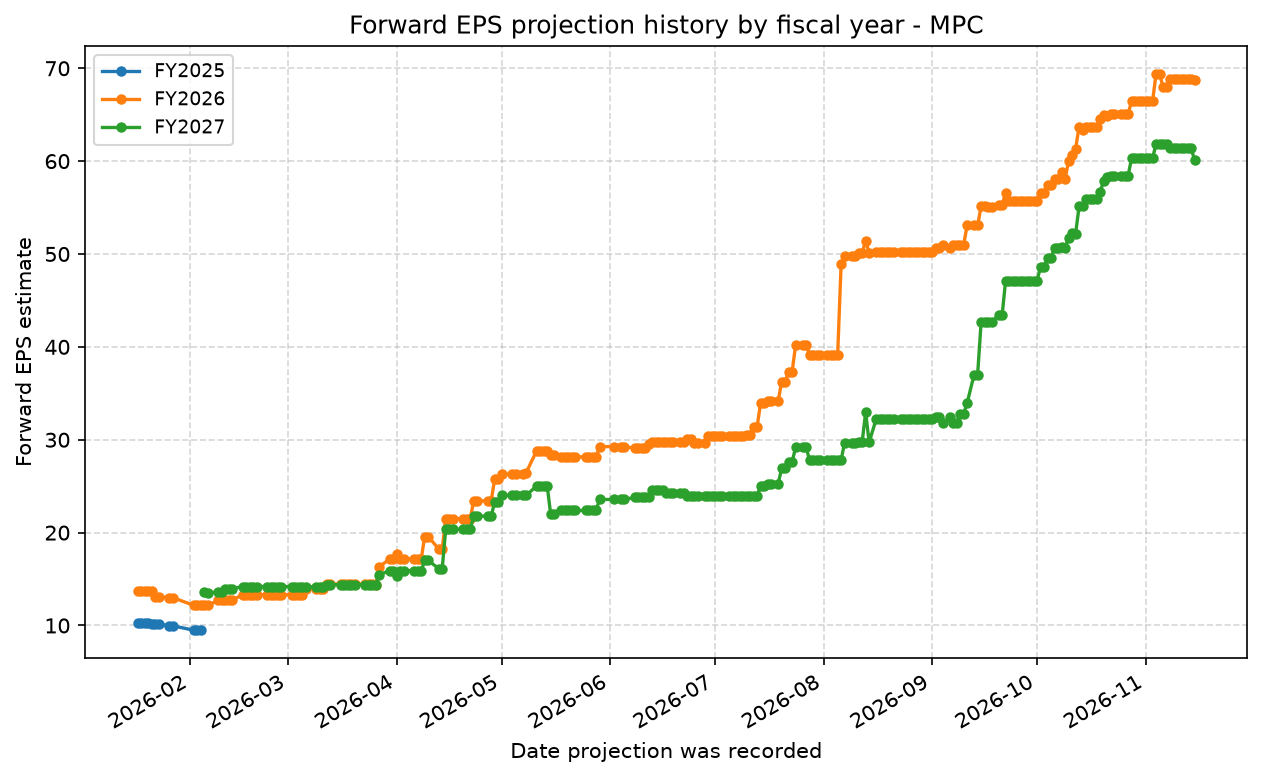 Forward EPS projection history by fiscal year - MPC
FY2025
FY2026
FY2027
Forward EPS estimate
70
60
50
40
30
20
10
2026-02
2026-03
2026-04
2026-05
2026-06
2026-07
2026-08
2026-09
2026-10
2026-11
Date projection was recorded